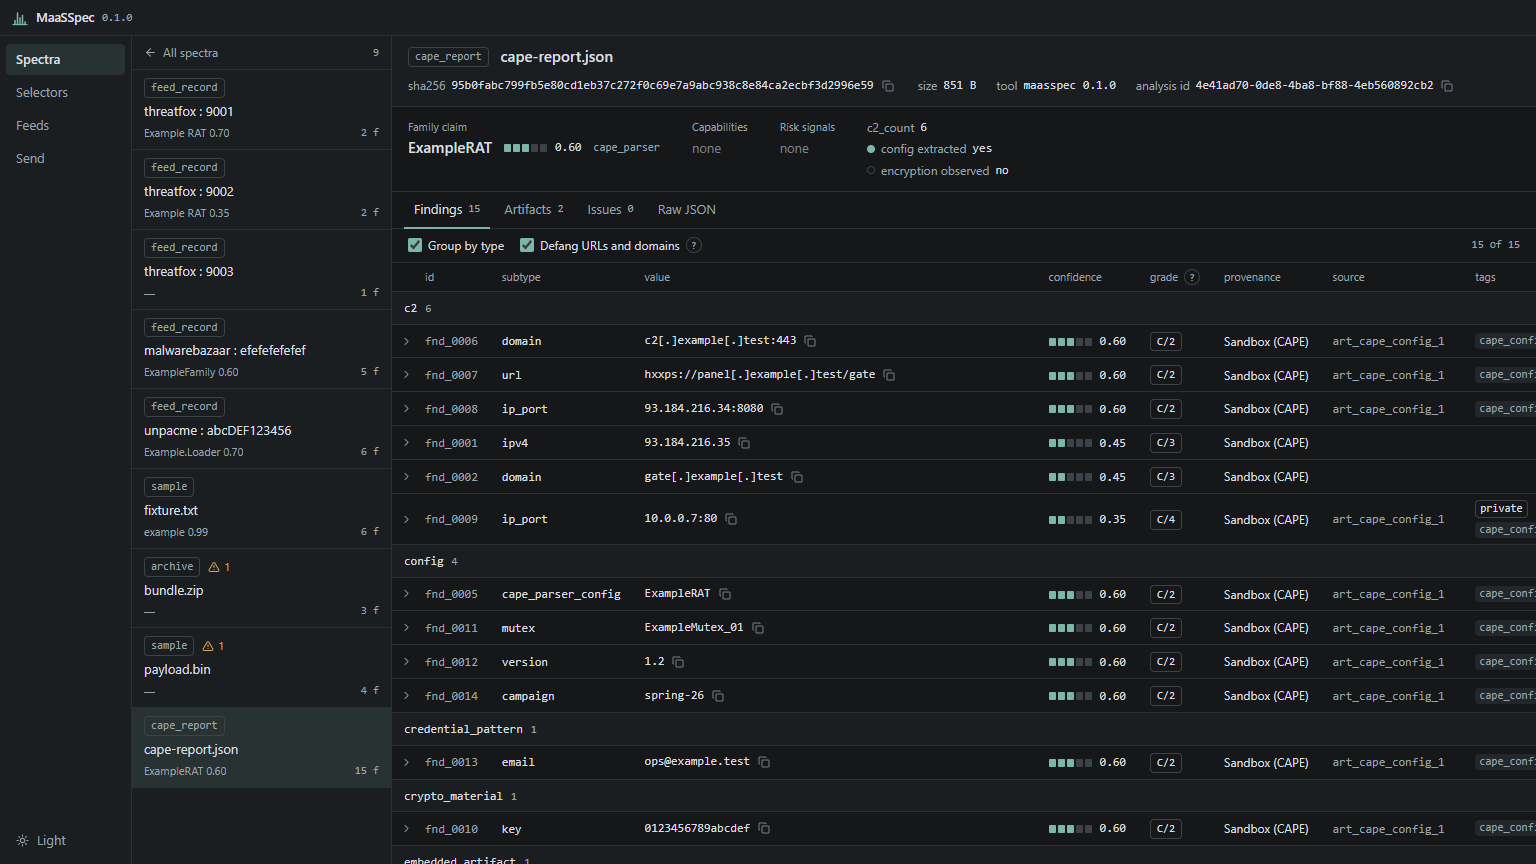 MaaSSpec 0.1.0
Spectra
Selectors
Feeds
Send
Light
All spectra 9
feed_record
threatfox : 9001
Example RAT 0.70 2 f
feed_record
threatfox : 9002
Example RAT 0.35 2 f
feed_record
threatfox : 9003
— 1 f
feed_record
malwarebazaar : efefefefefef
ExampleFamily 0.60 5 f
feed_record
unpacme : abcDEF123456
Example.Loader 0.70 6 f
sample
fixture.txt
example 0.99 6 f
archive 1
bundle.zip
— 3 f
sample 1
payload.bin
— 4 f
cape_report
cape-report.json
ExampleRAT 0.60 15 f
cape_report cape-report.json
sha256 95b0fabc799fb5e80cd1eb37c272f0c69e7a9abc938c8e84ca2ecbf3d2996e59 size 851 B tool maasspec 0.1.0 analysis id 4e41ad70-0de8-4ba8-bf88-4eb560892cb2
Family claim Capabilities Risk signals c2_count 6
ExampleRAT 0.60 cape_parser none none config extracted yes
encryption observed no
Findings 15 Artifacts 2 Issues 0 Raw JSON
Group by type Defang URLs and domains ? 15 of 15
id subtype value confidence grade ? provenance source tags
c2 6
fnd_0006 domain c2[.]example[.]test:443 0.60 C/2 Sandbox (CAPE) art_cape_config_1 cape_conf
fnd_0007 url hxxps://panel[.]example[.]test/gate 0.60 C/2 Sandbox (CAPE) art_cape_config_1 cape_conf
fnd_0008 ip_port 93.184.216.34:8080 0.60 C/2 Sandbox (CAPE) art_cape_config_1 cape_conf
fnd_0001 ipv4 93.184.216.35 0.45 C/3 Sandbox (CAPE)
fnd_0002 domain gate[.]example[.]test 0.45 C/3 Sandbox (CAPE)
fnd_0009 ip_port 10.0.0.7:80 0.35 C/4 Sandbox (CAPE) art_cape_config_1 private
cape_conf
config 4
fnd_0005 cape_parser_config ExampleRAT 0.60 C/2 Sandbox (CAPE) art_cape_config_1 cape_conf
fnd_0011 mutex ExampleMutex_01 0.60 C/2 Sandbox (CAPE) art_cape_config_1 cape_conf
fnd_0012 version 1.2 0.60 C/2 Sandbox (CAPE) art_cape_config_1 cape_conf
fnd_0014 campaign spring-26 0.60 C/2 Sandbox (CAPE) art_cape_config_1 cape_conf
credential_pattern 1
fnd_0013 email ops@example.test 0.60 C/2 Sandbox (CAPE) art_cape_config_1 cape_conf
crypto_material 1
fnd_0010 key 0123456789abcdef 0.60 C/2 Sandbox (CAPE) art_cape_config_1 cape_conf
embedded_artifact 1